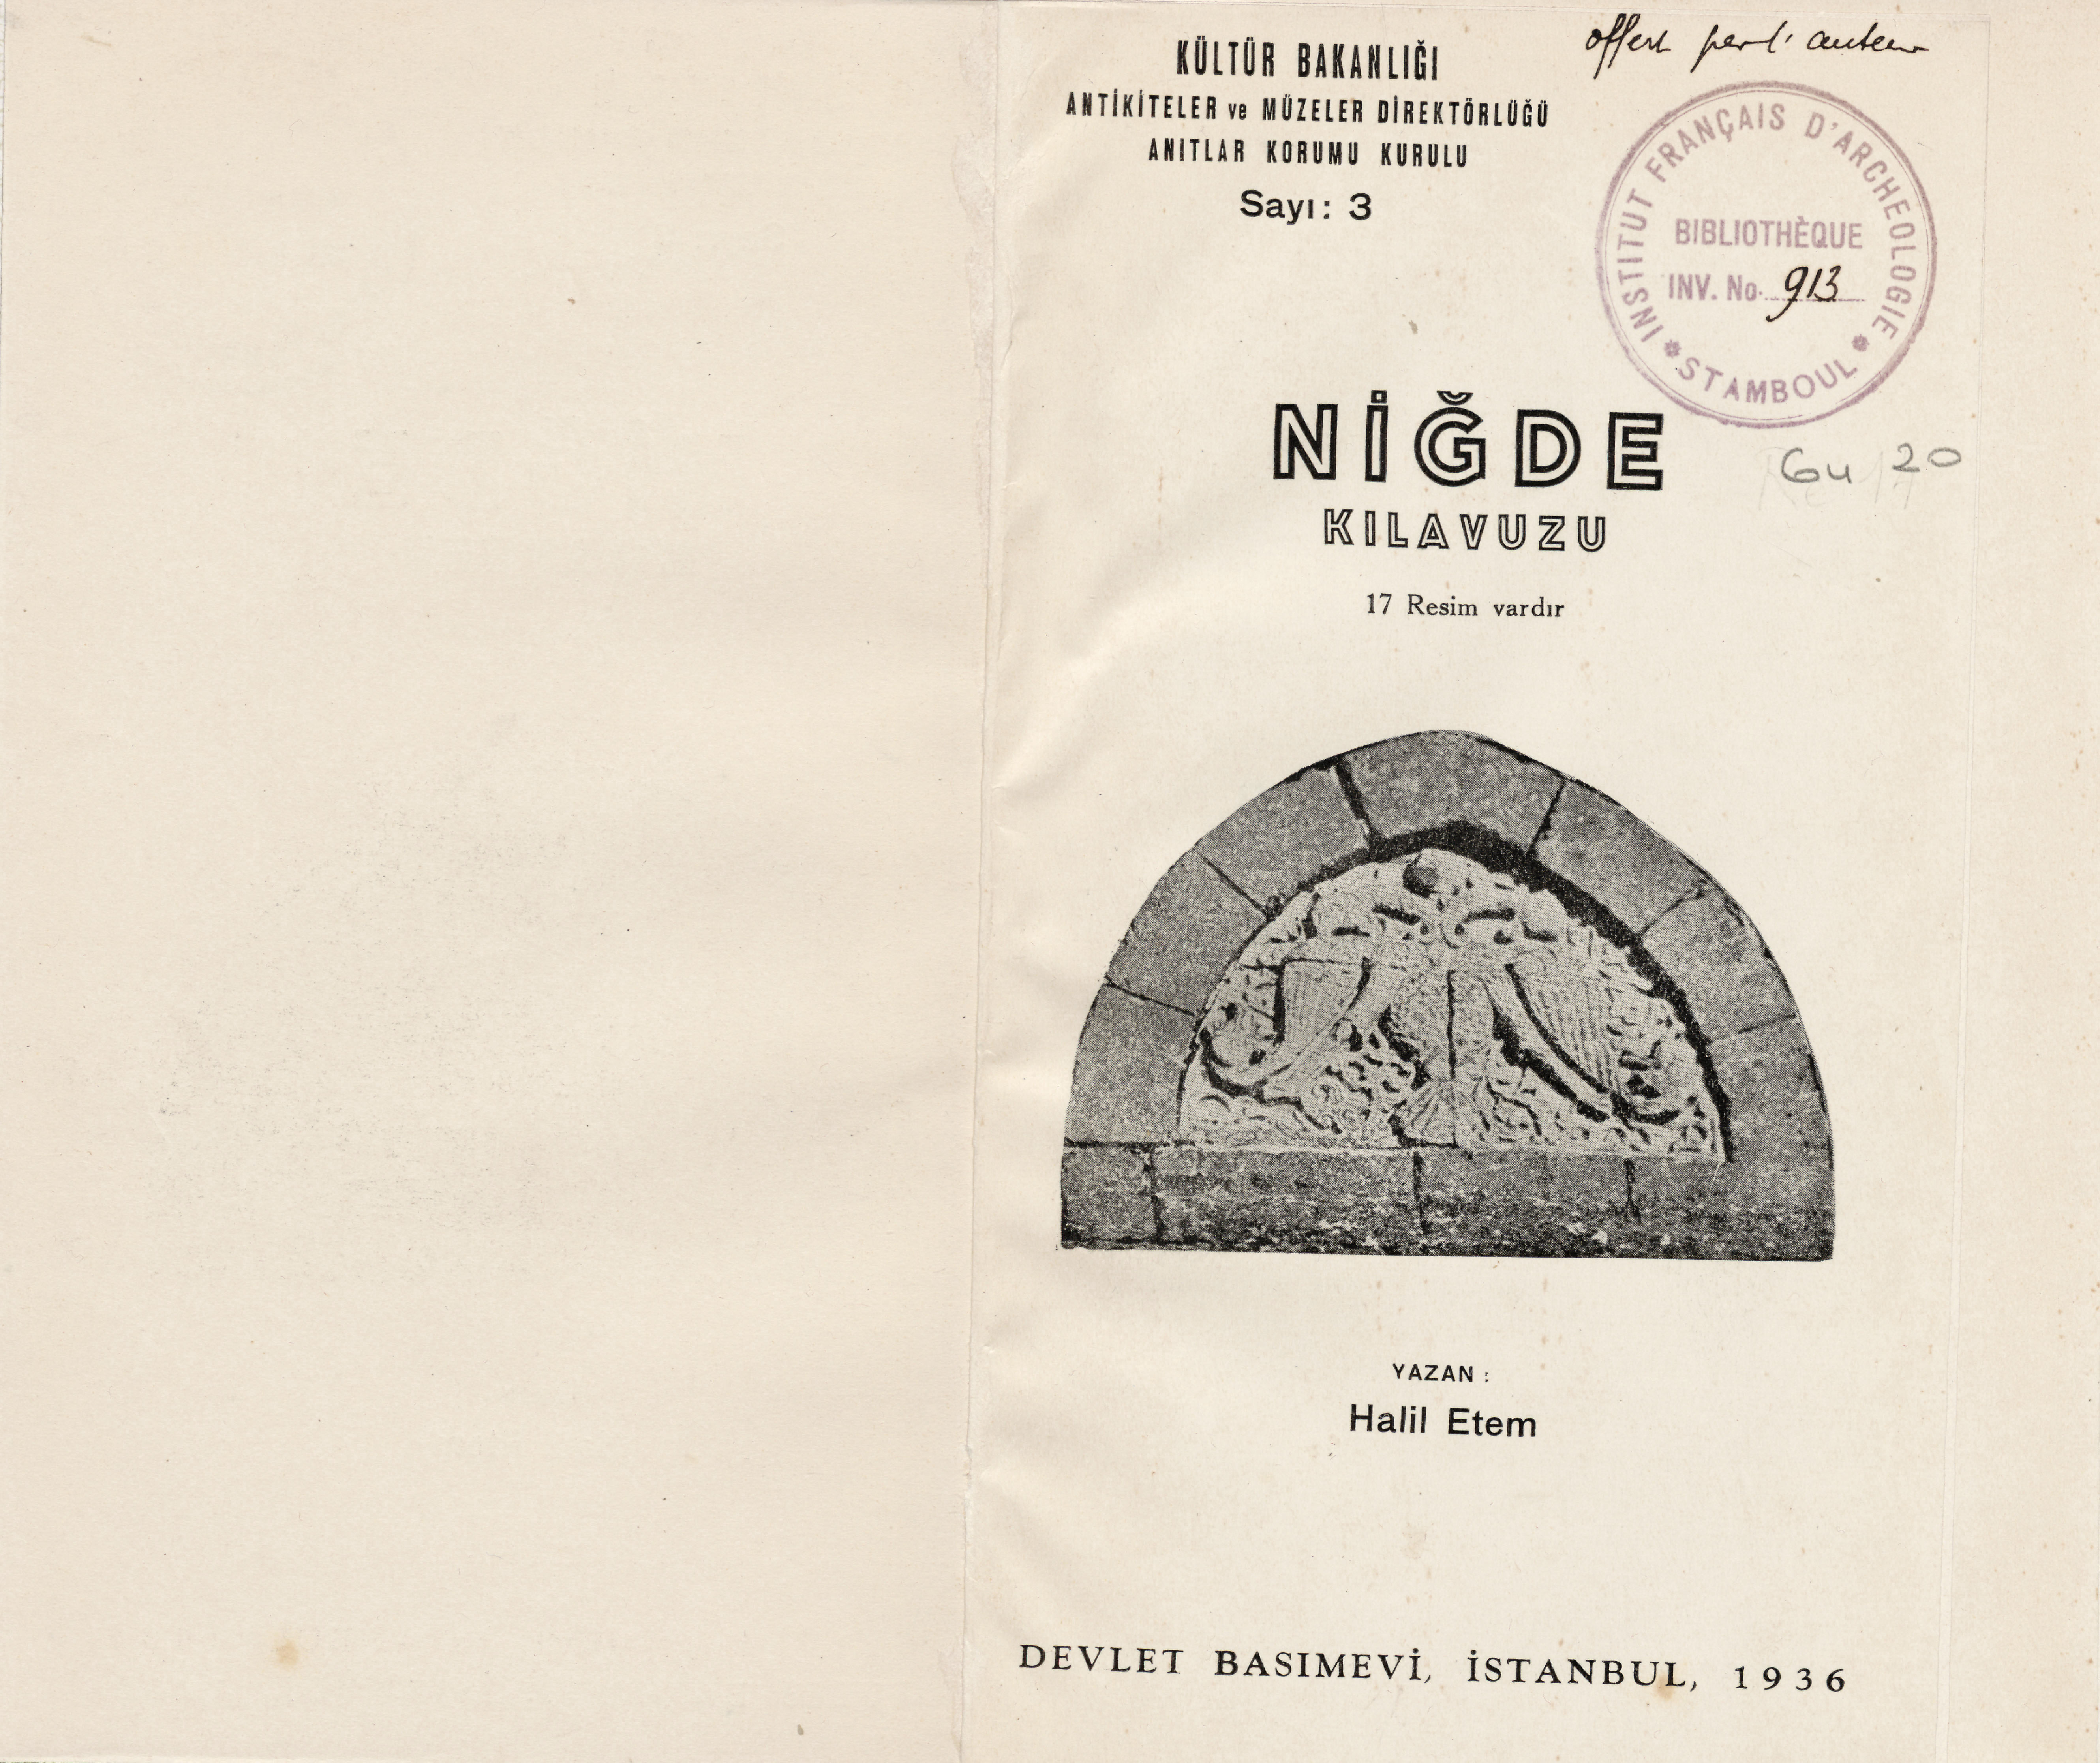 offert par l'auteur
KÜLTÜR BAKANLIĞI
ANTİKİTELER ve MÜZELER DİREKTÖRLÜĞÜ
ANITLAR KORUMU KURULU
Sayı: 3
INSTITUT FRANÇAIS D'ARCHEOLOGIE
BIBLIOTHÈQUE
INV. No. 913
* STAMBOUL *
NİĞDE
Gu 20
KILAVUZU
17 Resim vardır
YAZAN :
Halil Etem
DEVLET BASIMEVİ, İSTANBUL, 1936